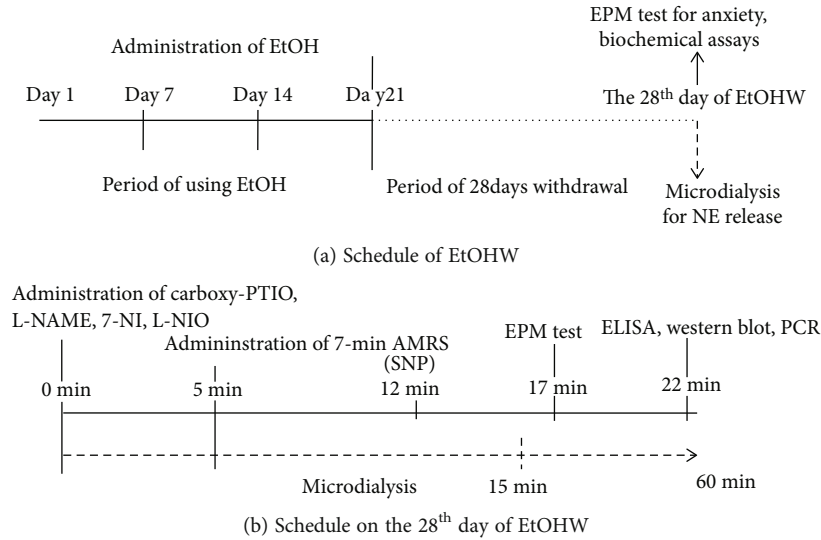 EPM test for anxiety,
biochemical assays
Administration of EtOH
Day 1 Day 7 Day 14 Da y21 The 28th day of EtOHW
Period of using EtOH Period of 28days withdrawal
Microdialysis
for NE release
(a) Schedule of EtOHW
Administration of carboxy-PTIO,
L-NAME, 7-NI, L-NIO
Admininstration of 7-min AMRS EPM test ELISA, western blot, PCR
(SNP)
0 min 5 min 12 min 17 min 22 min
Microdialysis 15 min 60 min
(b) Schedule on the 28th day of EtOHW